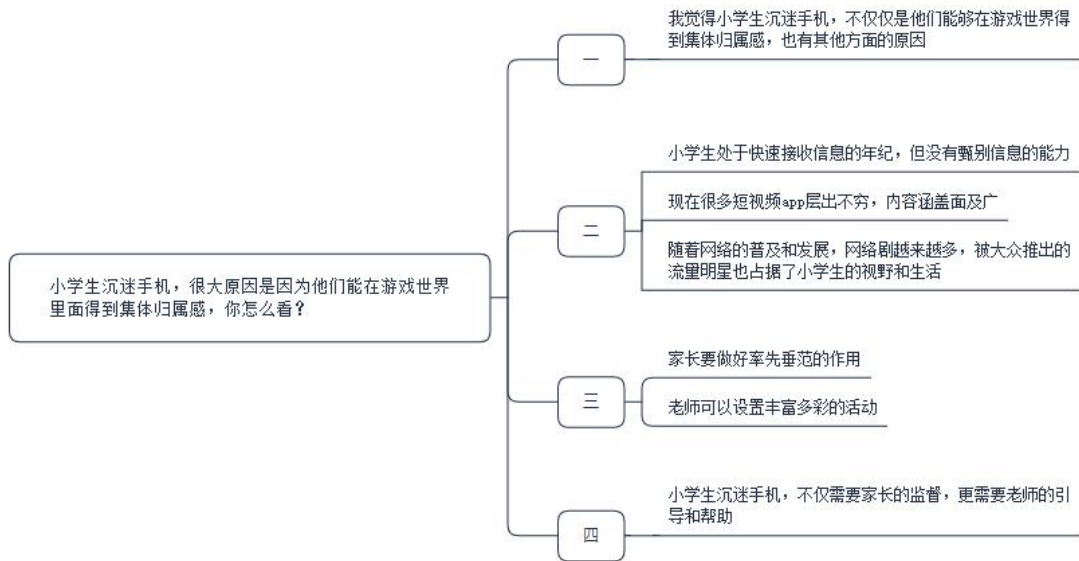 小学生沉迷手机，很大原因是因为他们能在游戏世界
里面得到集体归属感，你怎么看？
一
我觉得小学生沉迷手机，不仅仅是他们能够在游戏世界得
到集体归属感，也有其他方面的原因
二
小学生处于快速接收信息的年纪，但没有甄别信息的能力
现在很多短视频app层出不穷，内容涵盖面及广
随着网络的普及和发展，网络剧越来越多，被大众推出的
流量明星也占据了小学生的视野和生活
三
家长要做好率先垂范的作用
老师可以设置丰富多彩的活动
四
小学生沉迷手机，不仅需要家长的监督，更需要老师的引
导和帮助